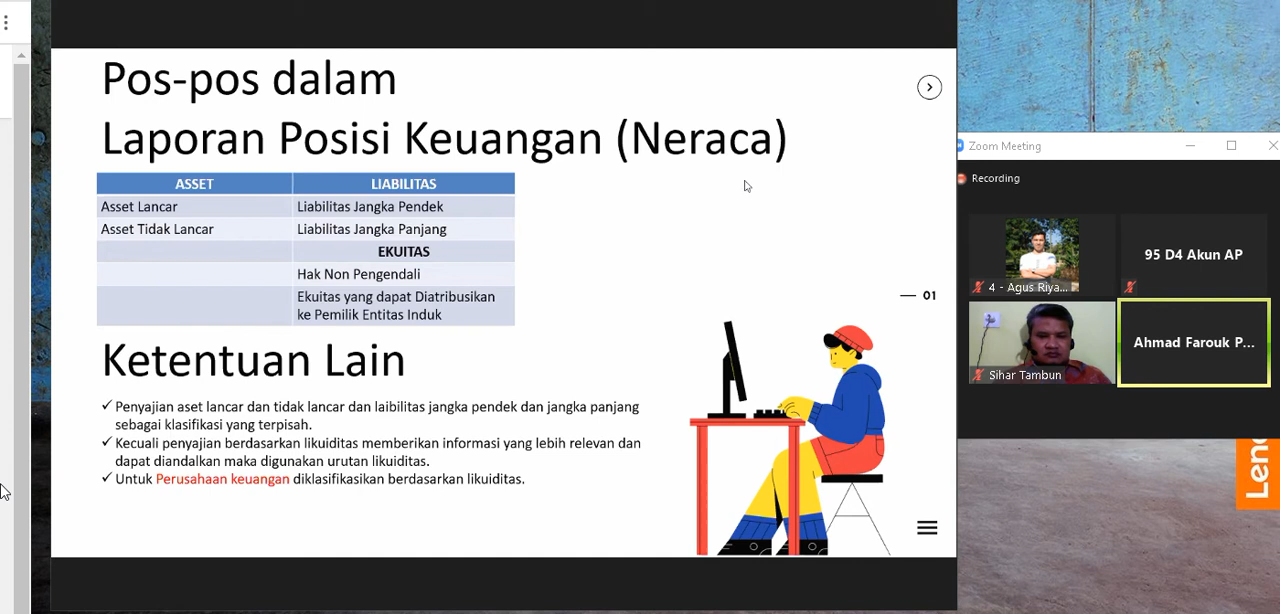 Pos-pos dalam
Laporan Posisi Keuangan (Neraca)
ASSET LIABILITAS
Asset Lancar Liabilitas Jangka Pendek
Asset Tidak Lancar Liabilitas Jangka Panjang
EKUITAS
Hak Non Pengendali
Ekuitas yang dapat Diatribusikan
ke Pemilik Entitas Induk
01
Ketentuan Lain
✓ Penyajian aset lancar dan tidak lancar dan laibilitas jangka pendek dan jangka panjang
sebagai klasifikasi yang terpisah.
✓ Kecuali penyajian berdasarkan likuiditas memberikan informasi yang lebih relevan dan
dapat diandalkan maka digunakan urutan likuiditas.
✓ Untuk Perusahaan keuangan diklasifikasikan berdasarkan likuiditas.
Zoom Meeting
Recording
4 - Agus Riya...
95 D4 Akun AP
Sihar Tambun
Ahmad Farouk P...
Leno